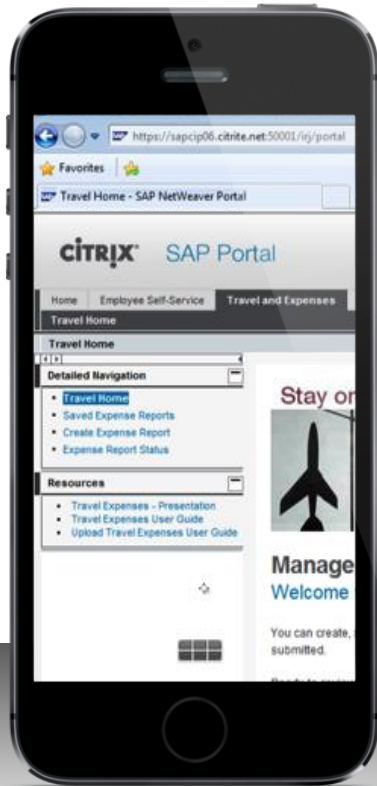 https://sapcip06.citrite.net:50001/irj/portal
Favorites
Travel Home - SAP NetWeaver Portal
CITRIX SAP Portal
Home Employee Self-Service Travel and Expenses
Travel Home
Travel Home
Detailed Navigation
Travel Home
Saved Expense Reports
Create Expense Report
Expense Report Status
Resources
Travel Expenses - Presentation
Travel Expenses User Guide
Upload Travel Expenses User Guide
Stay on
Manage
Welcome
You can create,
submitted.